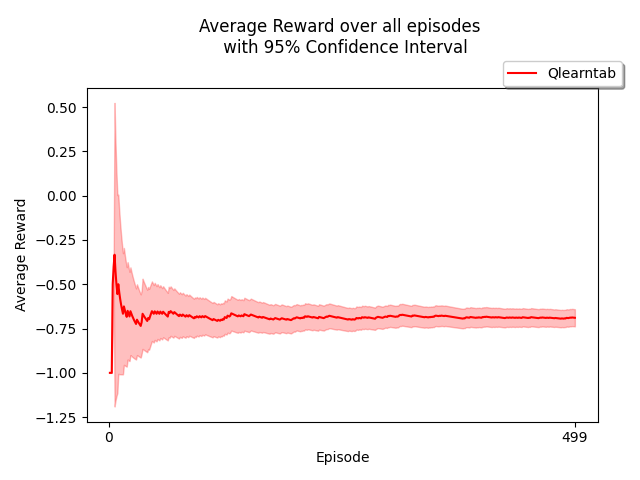 Average Reward over all episodes
with 95% Confidence Interval
Qlearntab
0.50
0.25
0.00
−0.25
−0.50
−0.75
−1.00
−1.25
Average Reward
0
499
Episode